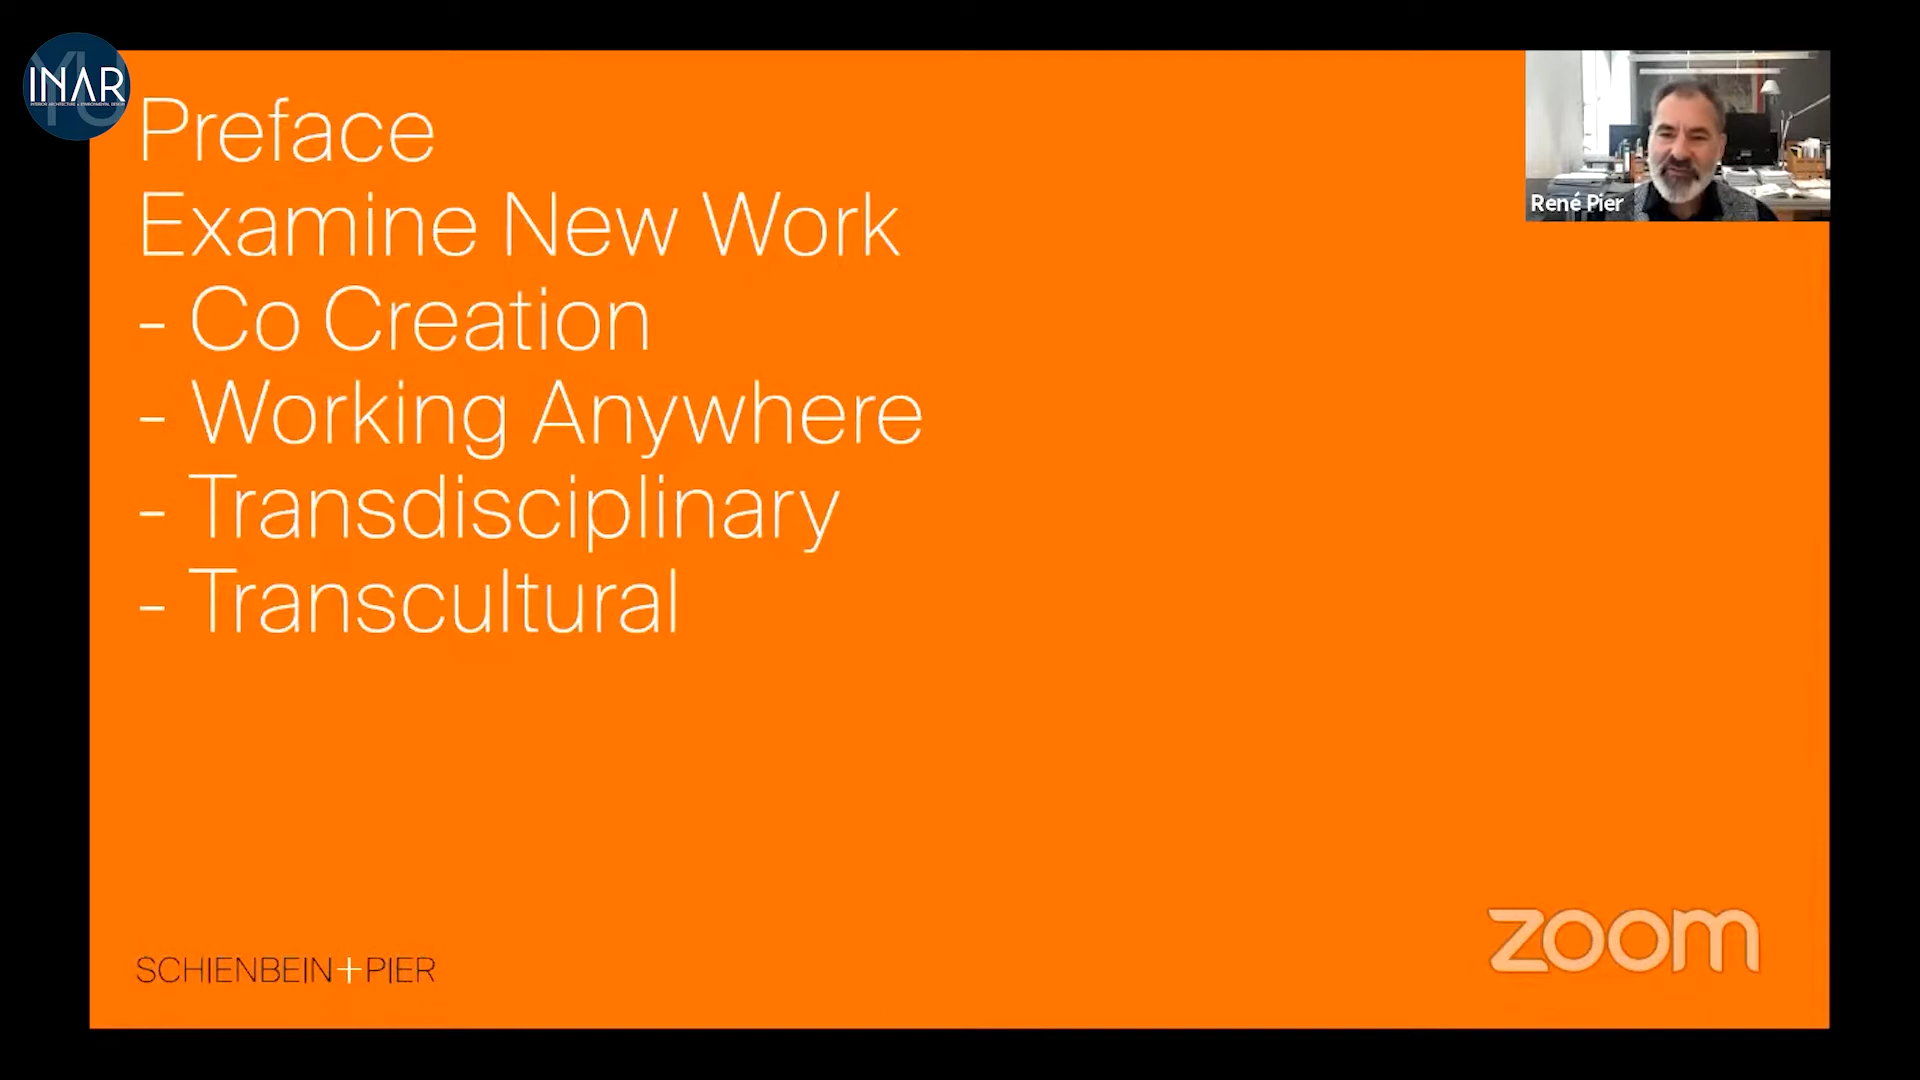 INAR
Preface
Examine New Work
- Co Creation
- Working Anywhere
- Transdisciplinary
- Transcultural
René Pier
SCHIENBEIN+PIER
zoom